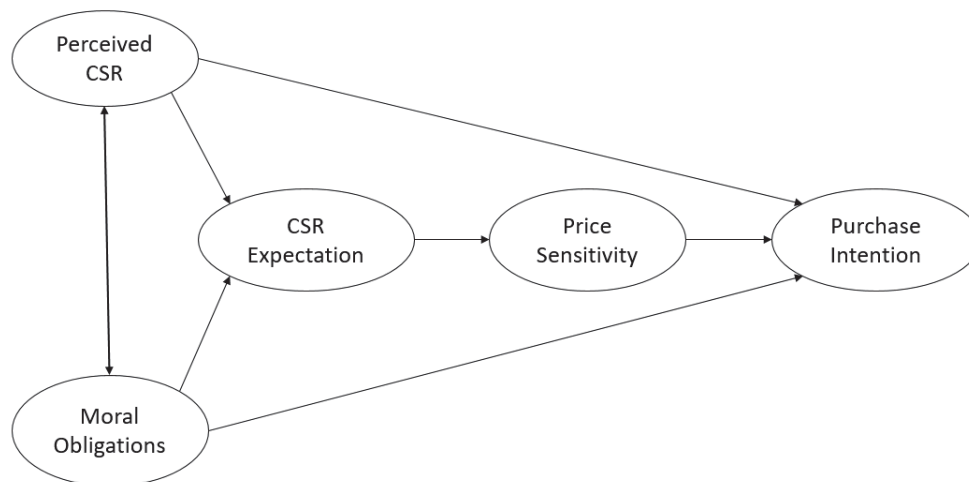 Perceived
CSR
CSR
Expectation
Price
Sensitivity
Purchase
Intention
Moral
Obligations